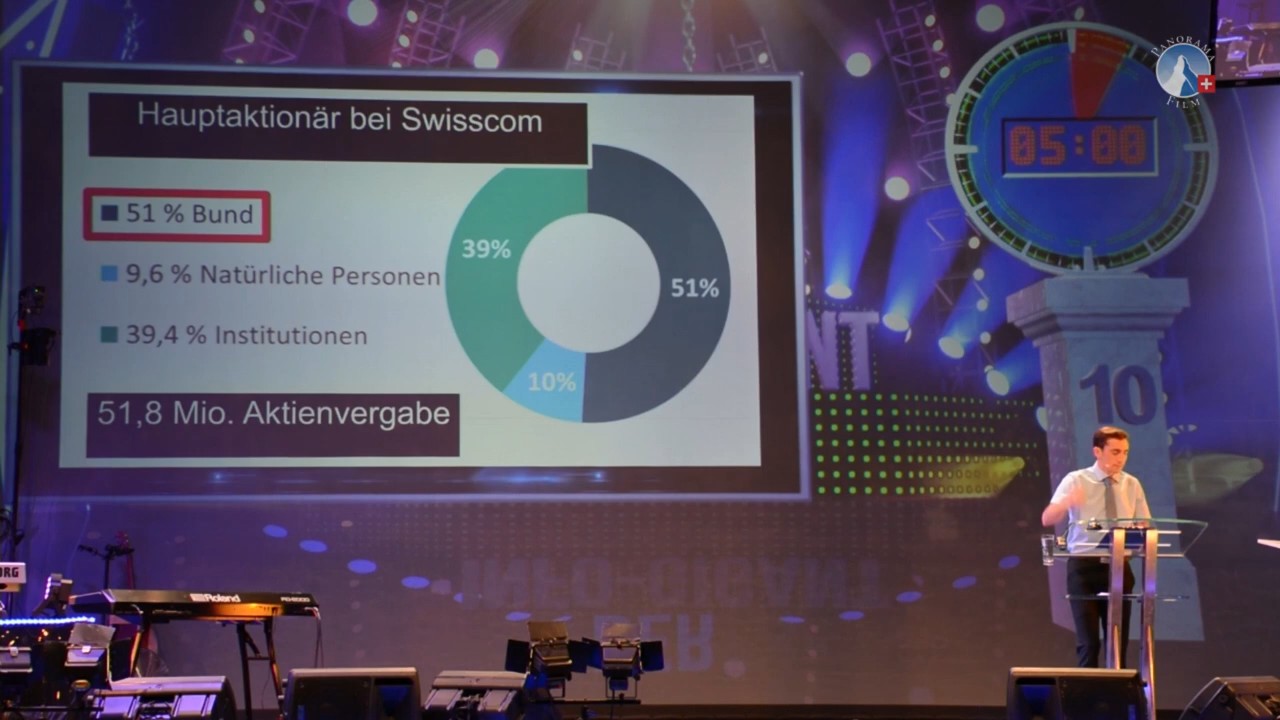 Hauptaktionär bei Swisscom
51 % Bund
9,6 % Natürliche Personen
39,4 % Institutionen
51,8 Mio. Aktienvergabe
39%
51%
10%
05:00
PANORAMA
FILM
NT
10
Roland